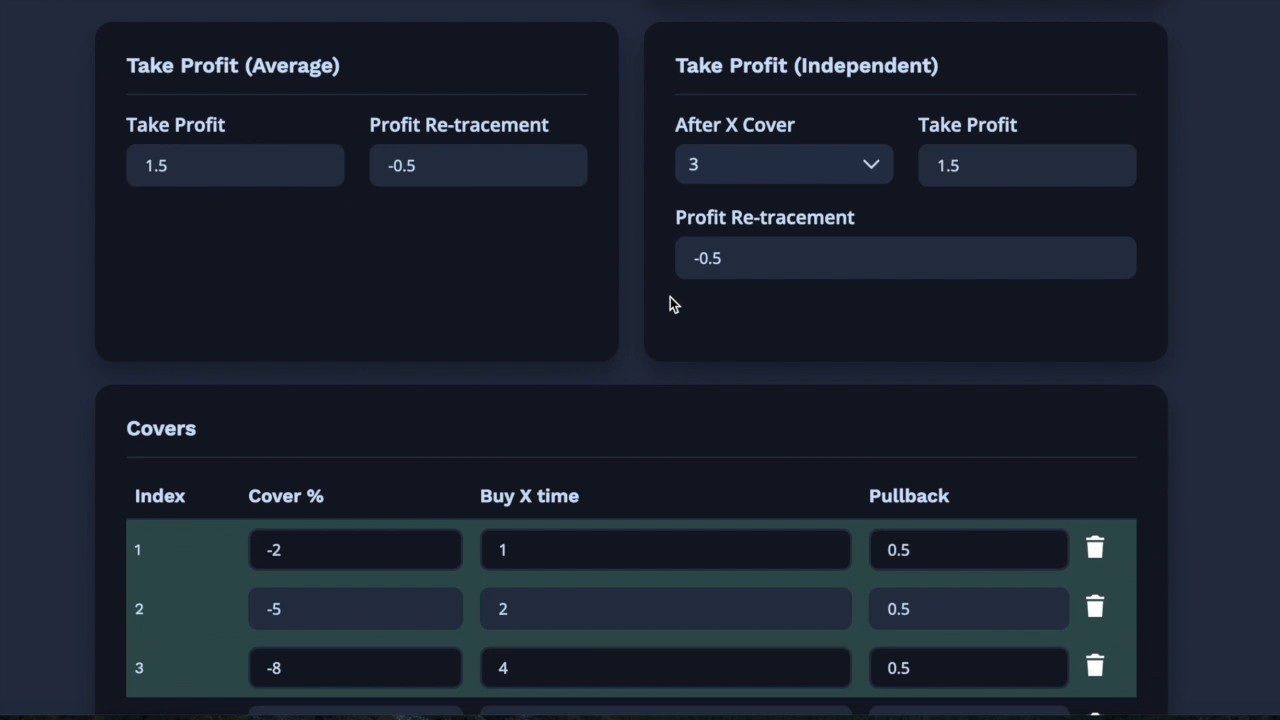 Take Profit (Average)
Take Profit
Profit Re-tracement
1.5
-0.5
Take Profit (Independent)
After X Cover
Take Profit
3
1.5
Profit Re-tracement
-0.5
Covers
Index
Cover %
Buy X time
Pullback
1
-2
1
0.5
2
-5
2
0.5
3
-8
4
0.5